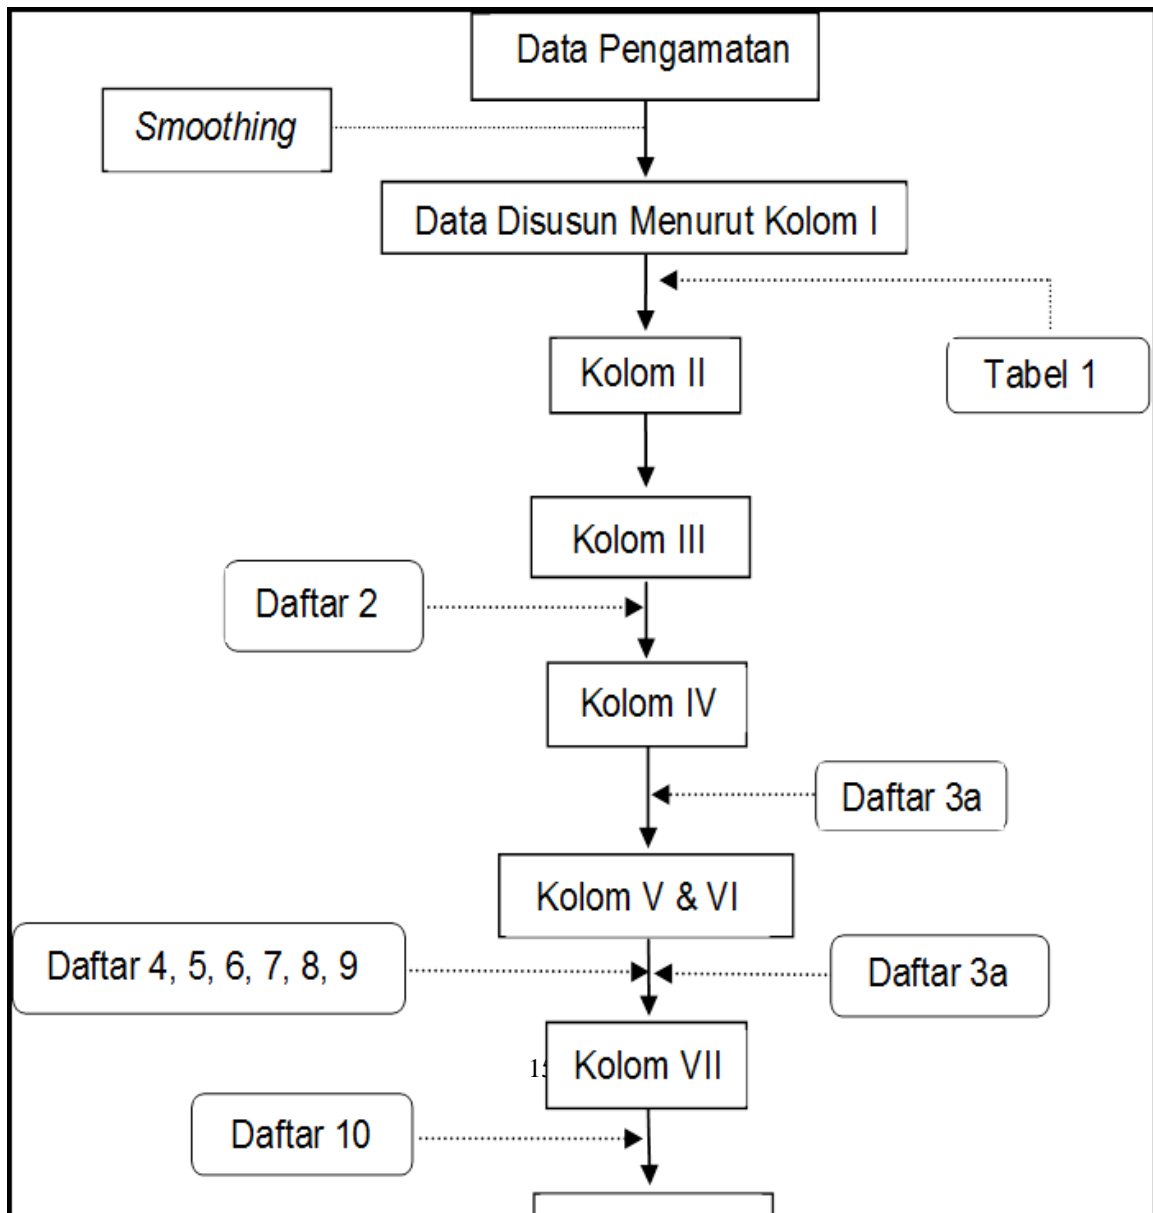 Data Pengamatan
Smoothing
Data Disusun Menurut Kolom I
Kolom II
Tabel 1
Kolom III
Daftar 2
Kolom IV
Daftar 3a
Kolom V & VI
Daftar 4, 5, 6, 7, 8, 9
Daftar 3a
Kolom VII
Daftar 10